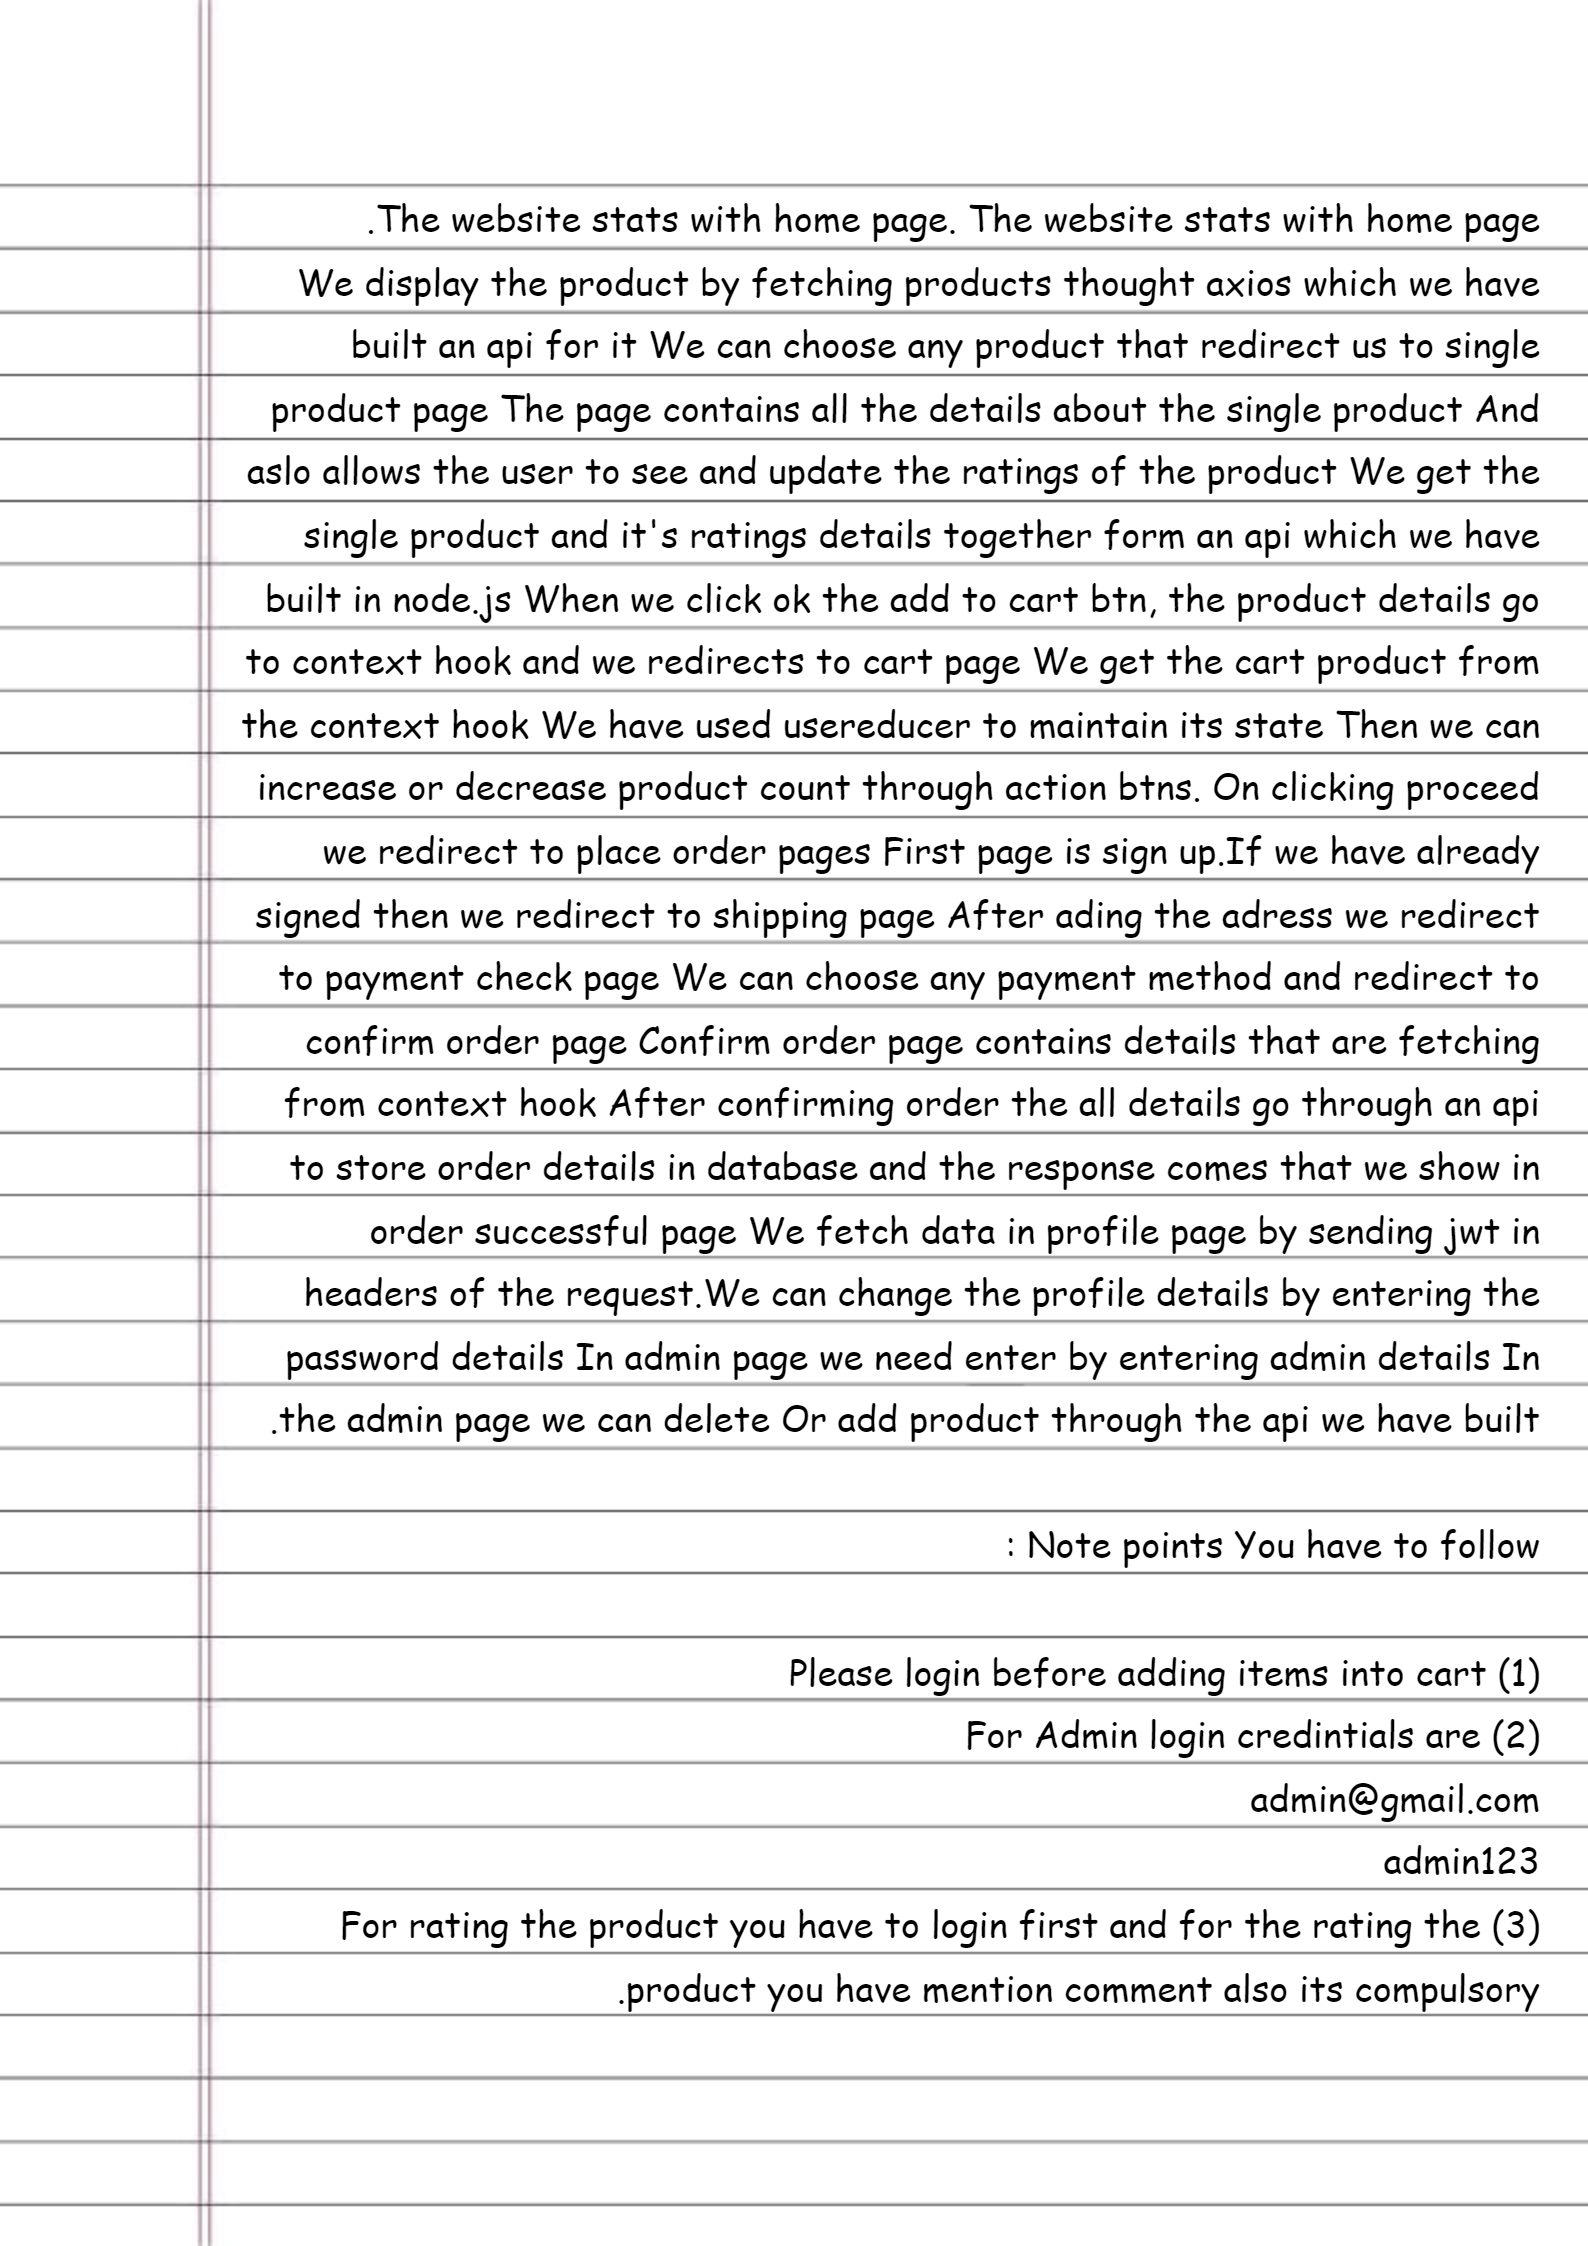 .The website stats with home page. The website stats with home page
We display the product by fetching products thought axios which we have
built an api for it We can choose any product that redirect us to single
product page The page contains all the details about the single product And
aslo allows the user to see and update the ratings of the product We get the
single product and it's ratings details together form an api which we have
built in node.js When we click ok the add to cart btn, the product details go
to context hook and we redirects to cart page We get the cart product from
the context hook We have used usereducer to maintain its state Then we can
increase or decrease product count through action btns. On clicking proceed
we redirect to place order pages First page is sign up.If we have already
signed then we redirect to shipping page After ading the adress we redirect
to payment check page We can choose any payment method and redirect to
confirm order page Confirm order page contains details that are fetching
from context hook After confirming order the all details go through an api
to store order details in database and the response comes that we show in
order successful page We fetch data in profile page by sending jwt in
headers of the request.We can change the profile details by entering the
password details In admin page we need enter by entering admin details In
.the admin page we can delete Or add product through the api we have built
: Note points You have to follow
Please login before adding items into cart (1)
For Admin login credintials are (2)
admin@gmail.com
admin123
For rating the product you have to login first and for the rating the (3)
.product you have mention comment also its compulsory